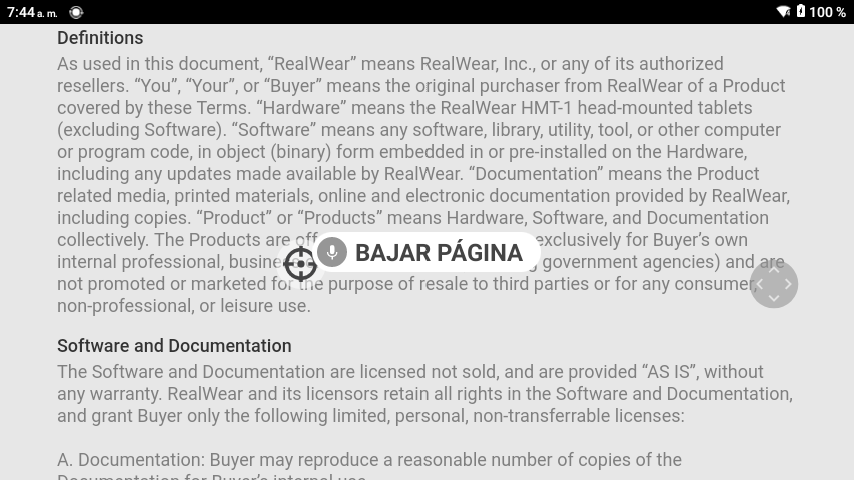 7:44 a. m. 100 %
Definitions
As used in this document, “RealWear” means RealWear, Inc., or any of its authorized
resellers. “You”, “Your”, or “Buyer” means the original purchaser from RealWear of a Product
covered by these Terms. “Hardware” means the RealWear HMT-1 head-mounted tablets
(excluding Software). “Software” means any software, library, utility, tool, or other computer
or program code, in object (binary) form embedded in or pre-installed on the Hardware,
including any updates made available by RealWear. “Documentation” means the Product
related media, printed materials, online and electronic documentation provided by RealWear,
including copies. “Product” or “Products” means Hardware, Software, and Documentation
collectively. The Products are exclusively for Buyer’s own
BAJAR PÁGINA
internal professional, government agencies) and are
not promoted or marketed for the purpose of resale to third parties or for any consumer,
non-professional, or leisure use.
Software and Documentation
The Software and Documentation are licensed not sold, and are provided “AS IS”, without
any warranty. RealWear and its licensors retain all rights in the Software and Documentation,
and grant Buyer only the following limited, personal, non-transferrable licenses:
A. Documentation: Buyer may reproduce a reasonable number of copies of the
Documentation for Buyer’s internal use